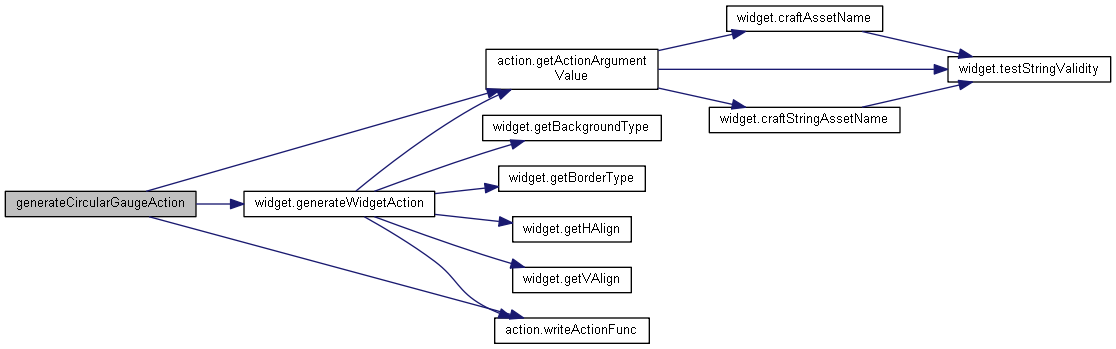 generateCircularGaugeAction
widget.generateWidgetAction
action.getActionArgument
Value
widget.getBackgroundType
widget.getBorderType
widget.getHAlign
widget.getVAlign
action.writeActionFunc
widget.craftAssetName
widget.craftStringAssetName
widget.testStringValidity